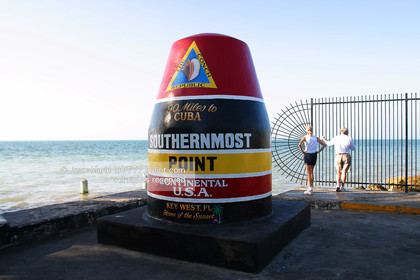 THE CONCH
REPUBLIC
90 Miles to
CUBA
SOUTHERNMOST
POINT
CONTINENTAL
U.S.A.
KEY WEST, FL
Home of the Sunset